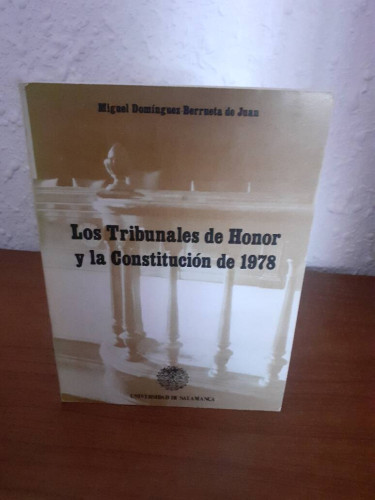 Miguel Domínguez Berrueta de Juan
Los Tribunales de Honor
y la Constitución de 1978
UNIVERSIDAD DE SALAMANCA